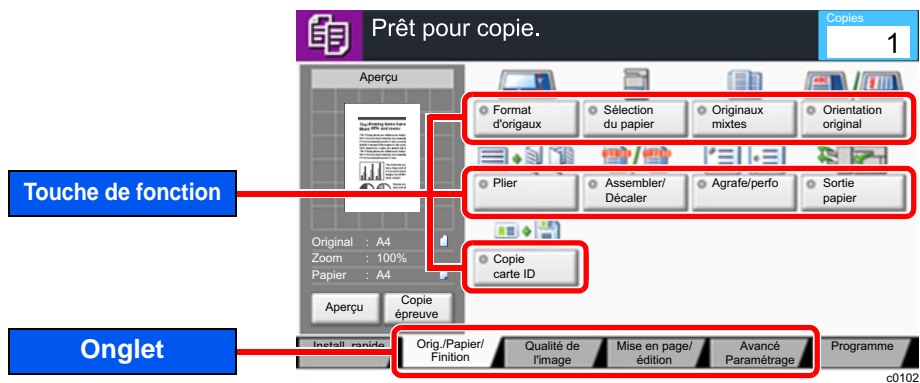 Prêt pour copie.
Copies
1
Aperçu
Format
d'origaux
Sélection
du papier
Originaux
mixtes
Orientation
original
Touche de fonction
Plier
Assembler/
Décaler
Agrafe/perfo
Sortie
papier
Original : A4
Zoom : 100%
Papier : A4
Copie
carte ID
Aperçu
Copie
épreuve
Onglet
Install. rapide
Orig./Papier/
Finition
Qualité de
l'image
Mise en page/
édition
Avancé
Paramétrage
Programme
c0102